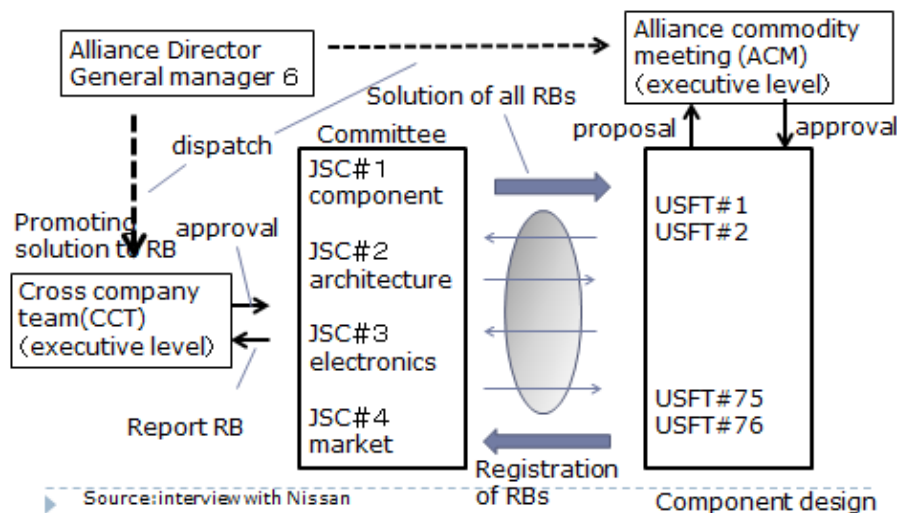 Alliance Director
General manager 6
Alliance commodity
meeting (ACM)
(executive level)
Solution of all RBs
proposal
approval
dispatch
Committee
JSC#1
component
JSC#2
architecture
JSC#3
electronics
JSC#4
market
USFT#1
USFT#2
USFT#75
USFT#76
Promoting
solution to RB
approval
Cross company
team(CCT)
(executive level)
Report RB
Registration
of RBs
Source:interview with Nissan
Component design